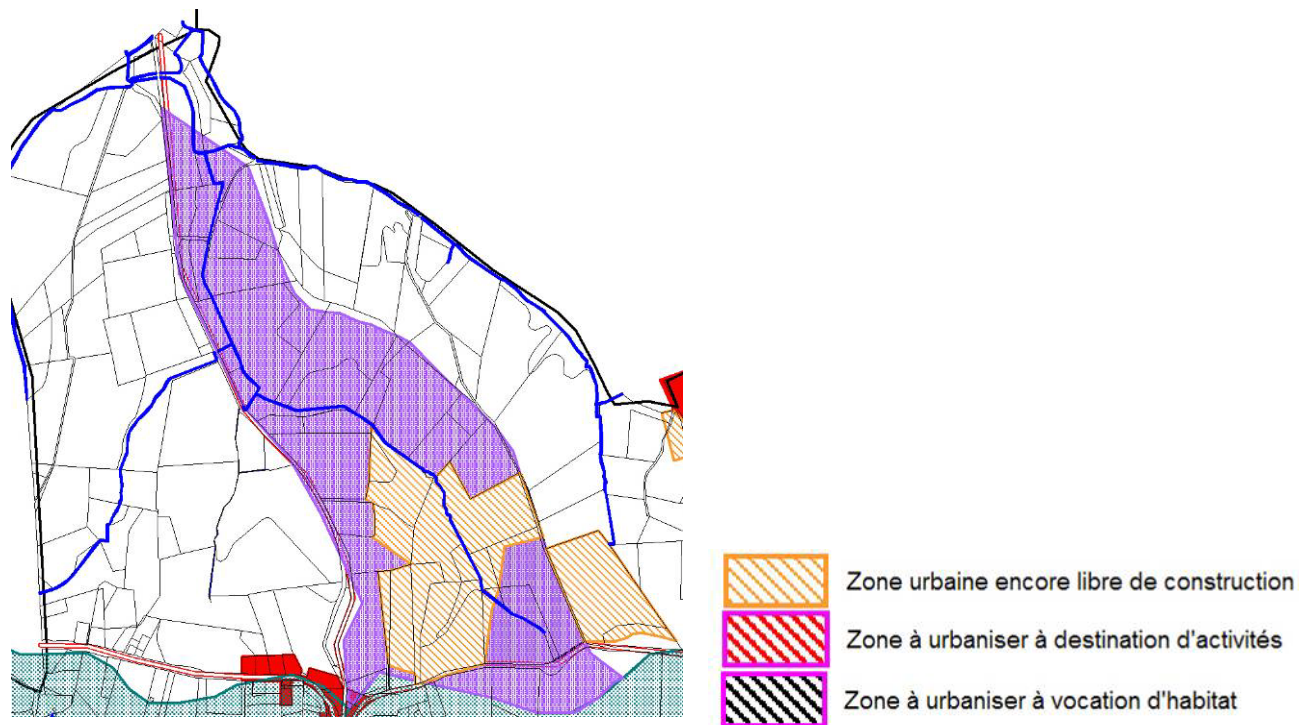 Zone urbaine encore libre de construction
Zone à urbaniser à destination d'activités
Zone à urbaniser à vocation d'habitat